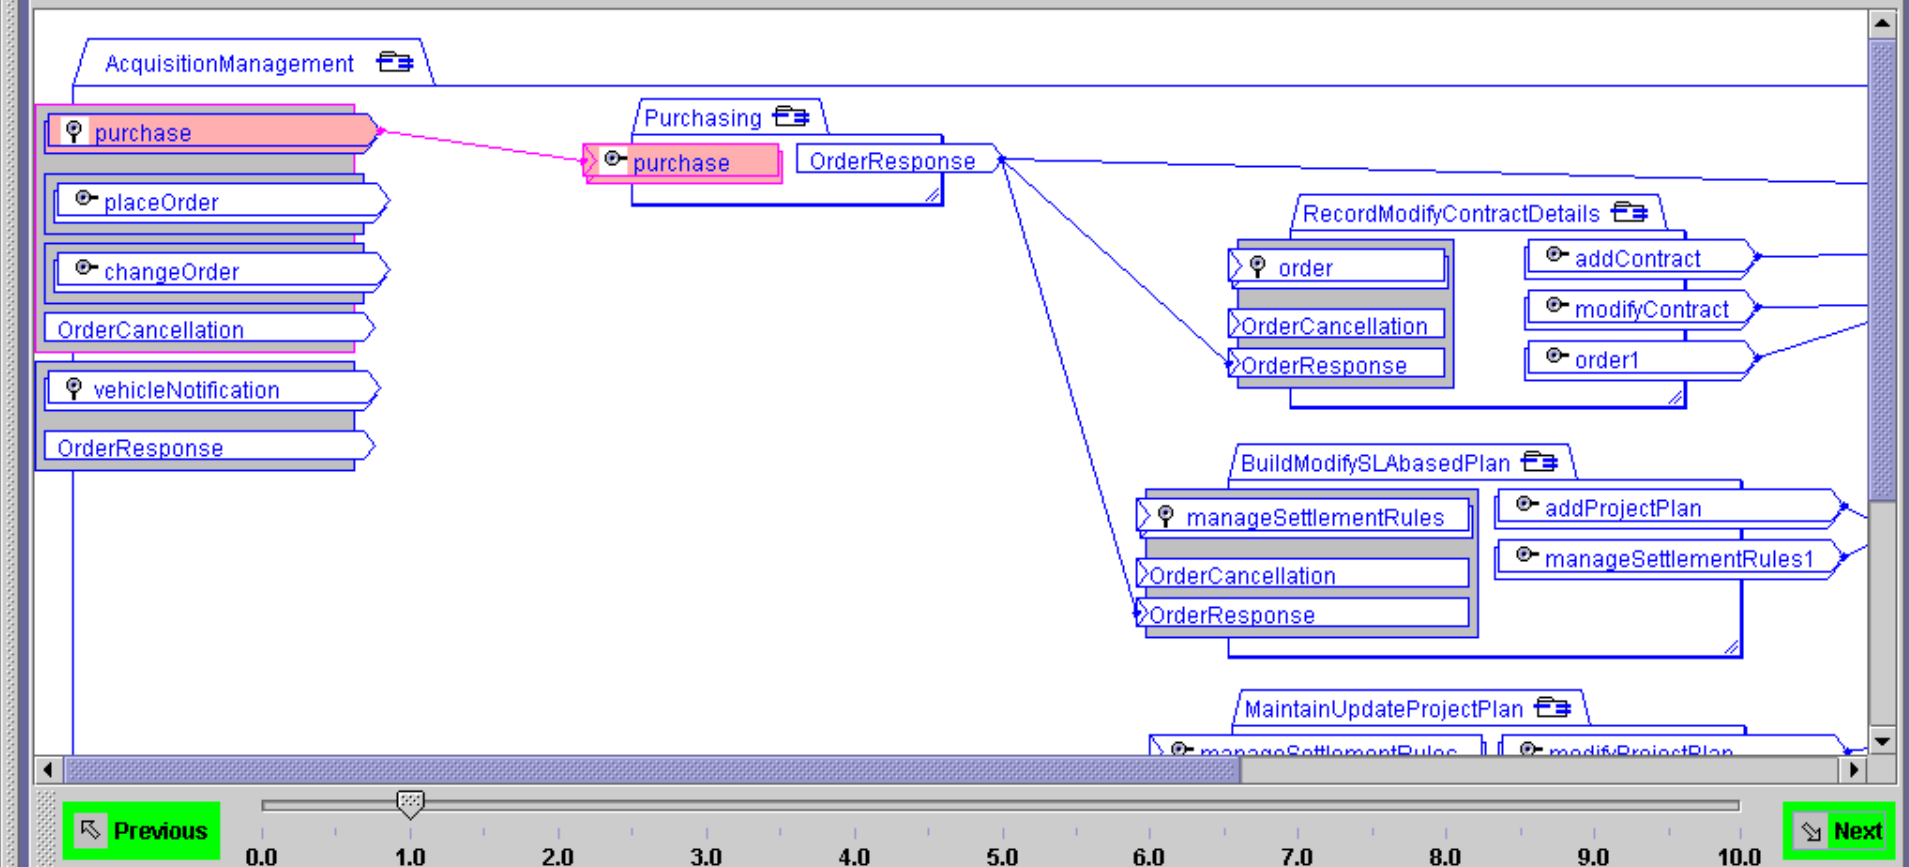 AcquisitionManagement
purchase
placeOrder
changeOrder
OrderCancellation
vehicleNotification
OrderResponse
Purchasing
purchase
OrderResponse
RecordModifyContractDetails
order
OrderCancellation
OrderResponse
addContract
modifyContract
order1
BuildModifySLAbasedPlan
manageSettlementRules
OrderCancellation
OrderResponse
addProjectPlan
manageSettlementRules1
MaintainUpdateProjectPlan
manageSettlementRules
modifyProjectPlan
Previous
0.0 1.0 2.0 3.0 4.0 5.0 6.0 7.0 8.0 9.0 10.0
Next